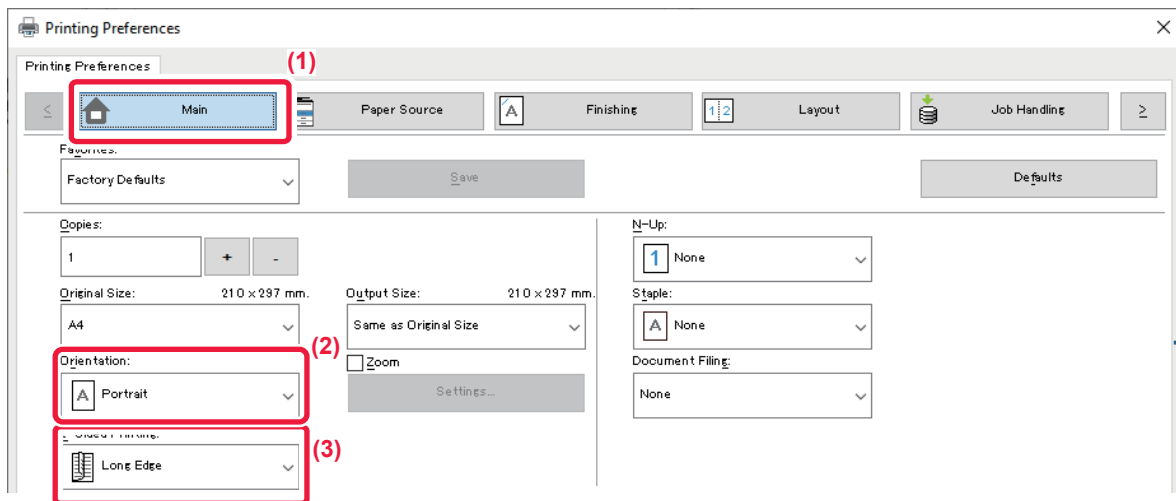 Printing Preferences
Printing Preferences
(1)
Main
Paper Source
Finishing
Layout
Job Handling
Favorites:
Factory Defaults
Save
Defaults
Copies:
1
+
-
N-Up:
1 None
Original Size: 210 x 297 mm.
A4
Output Size: 210 x 297 mm.
Same as Original Size
Staple:
A None
(2)
Orientation:
A Portrait
Zoom
Settings...
Document Filing:
None
(3)
Long Edge